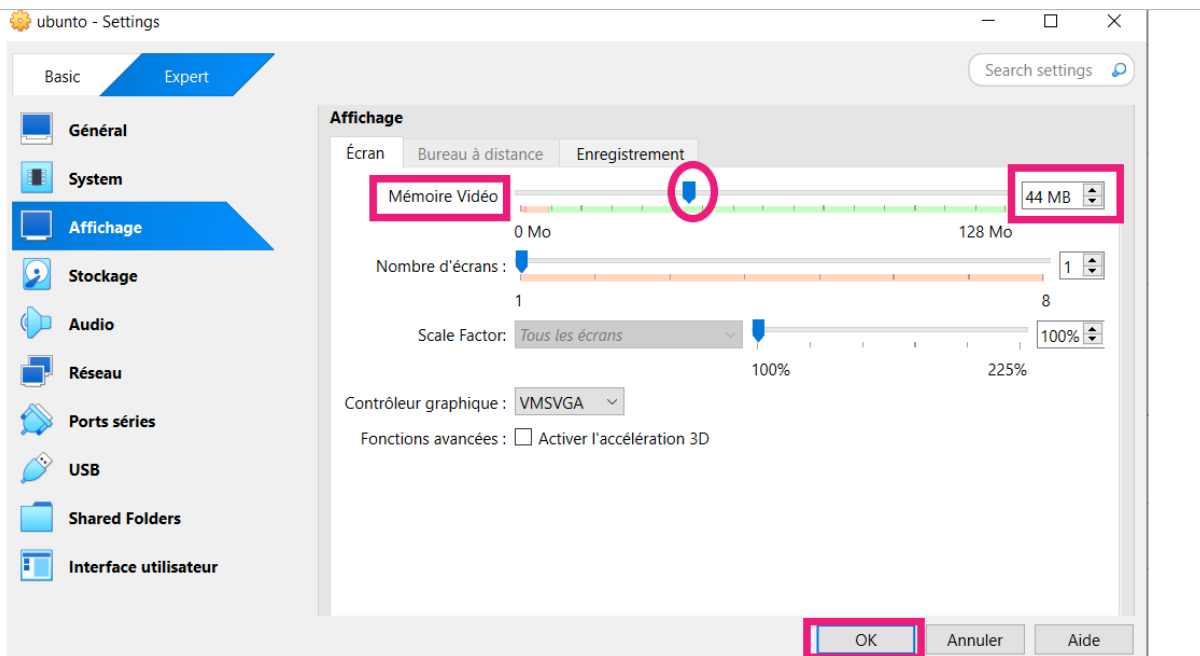 ubunto - Settings
Basic
Expert
Search settings
Général
System
Affichage
Stockage
Audio
Réseau
Ports séries
USB
Shared Folders
Interface utilisateur
Affichage
Écran
Bureau à distance
Enregistrement
Mémoire Vidéo
44 MB
0 Mo
128 Mo
Nombre d'écrans :
1
1
8
Scale Factor:
Tous les écrans
100%
100%
225%
Contrôleur graphique :
VMSVGA
Fonctions avancées :
Activer l'accélération 3D
OK
Annuler
Aide